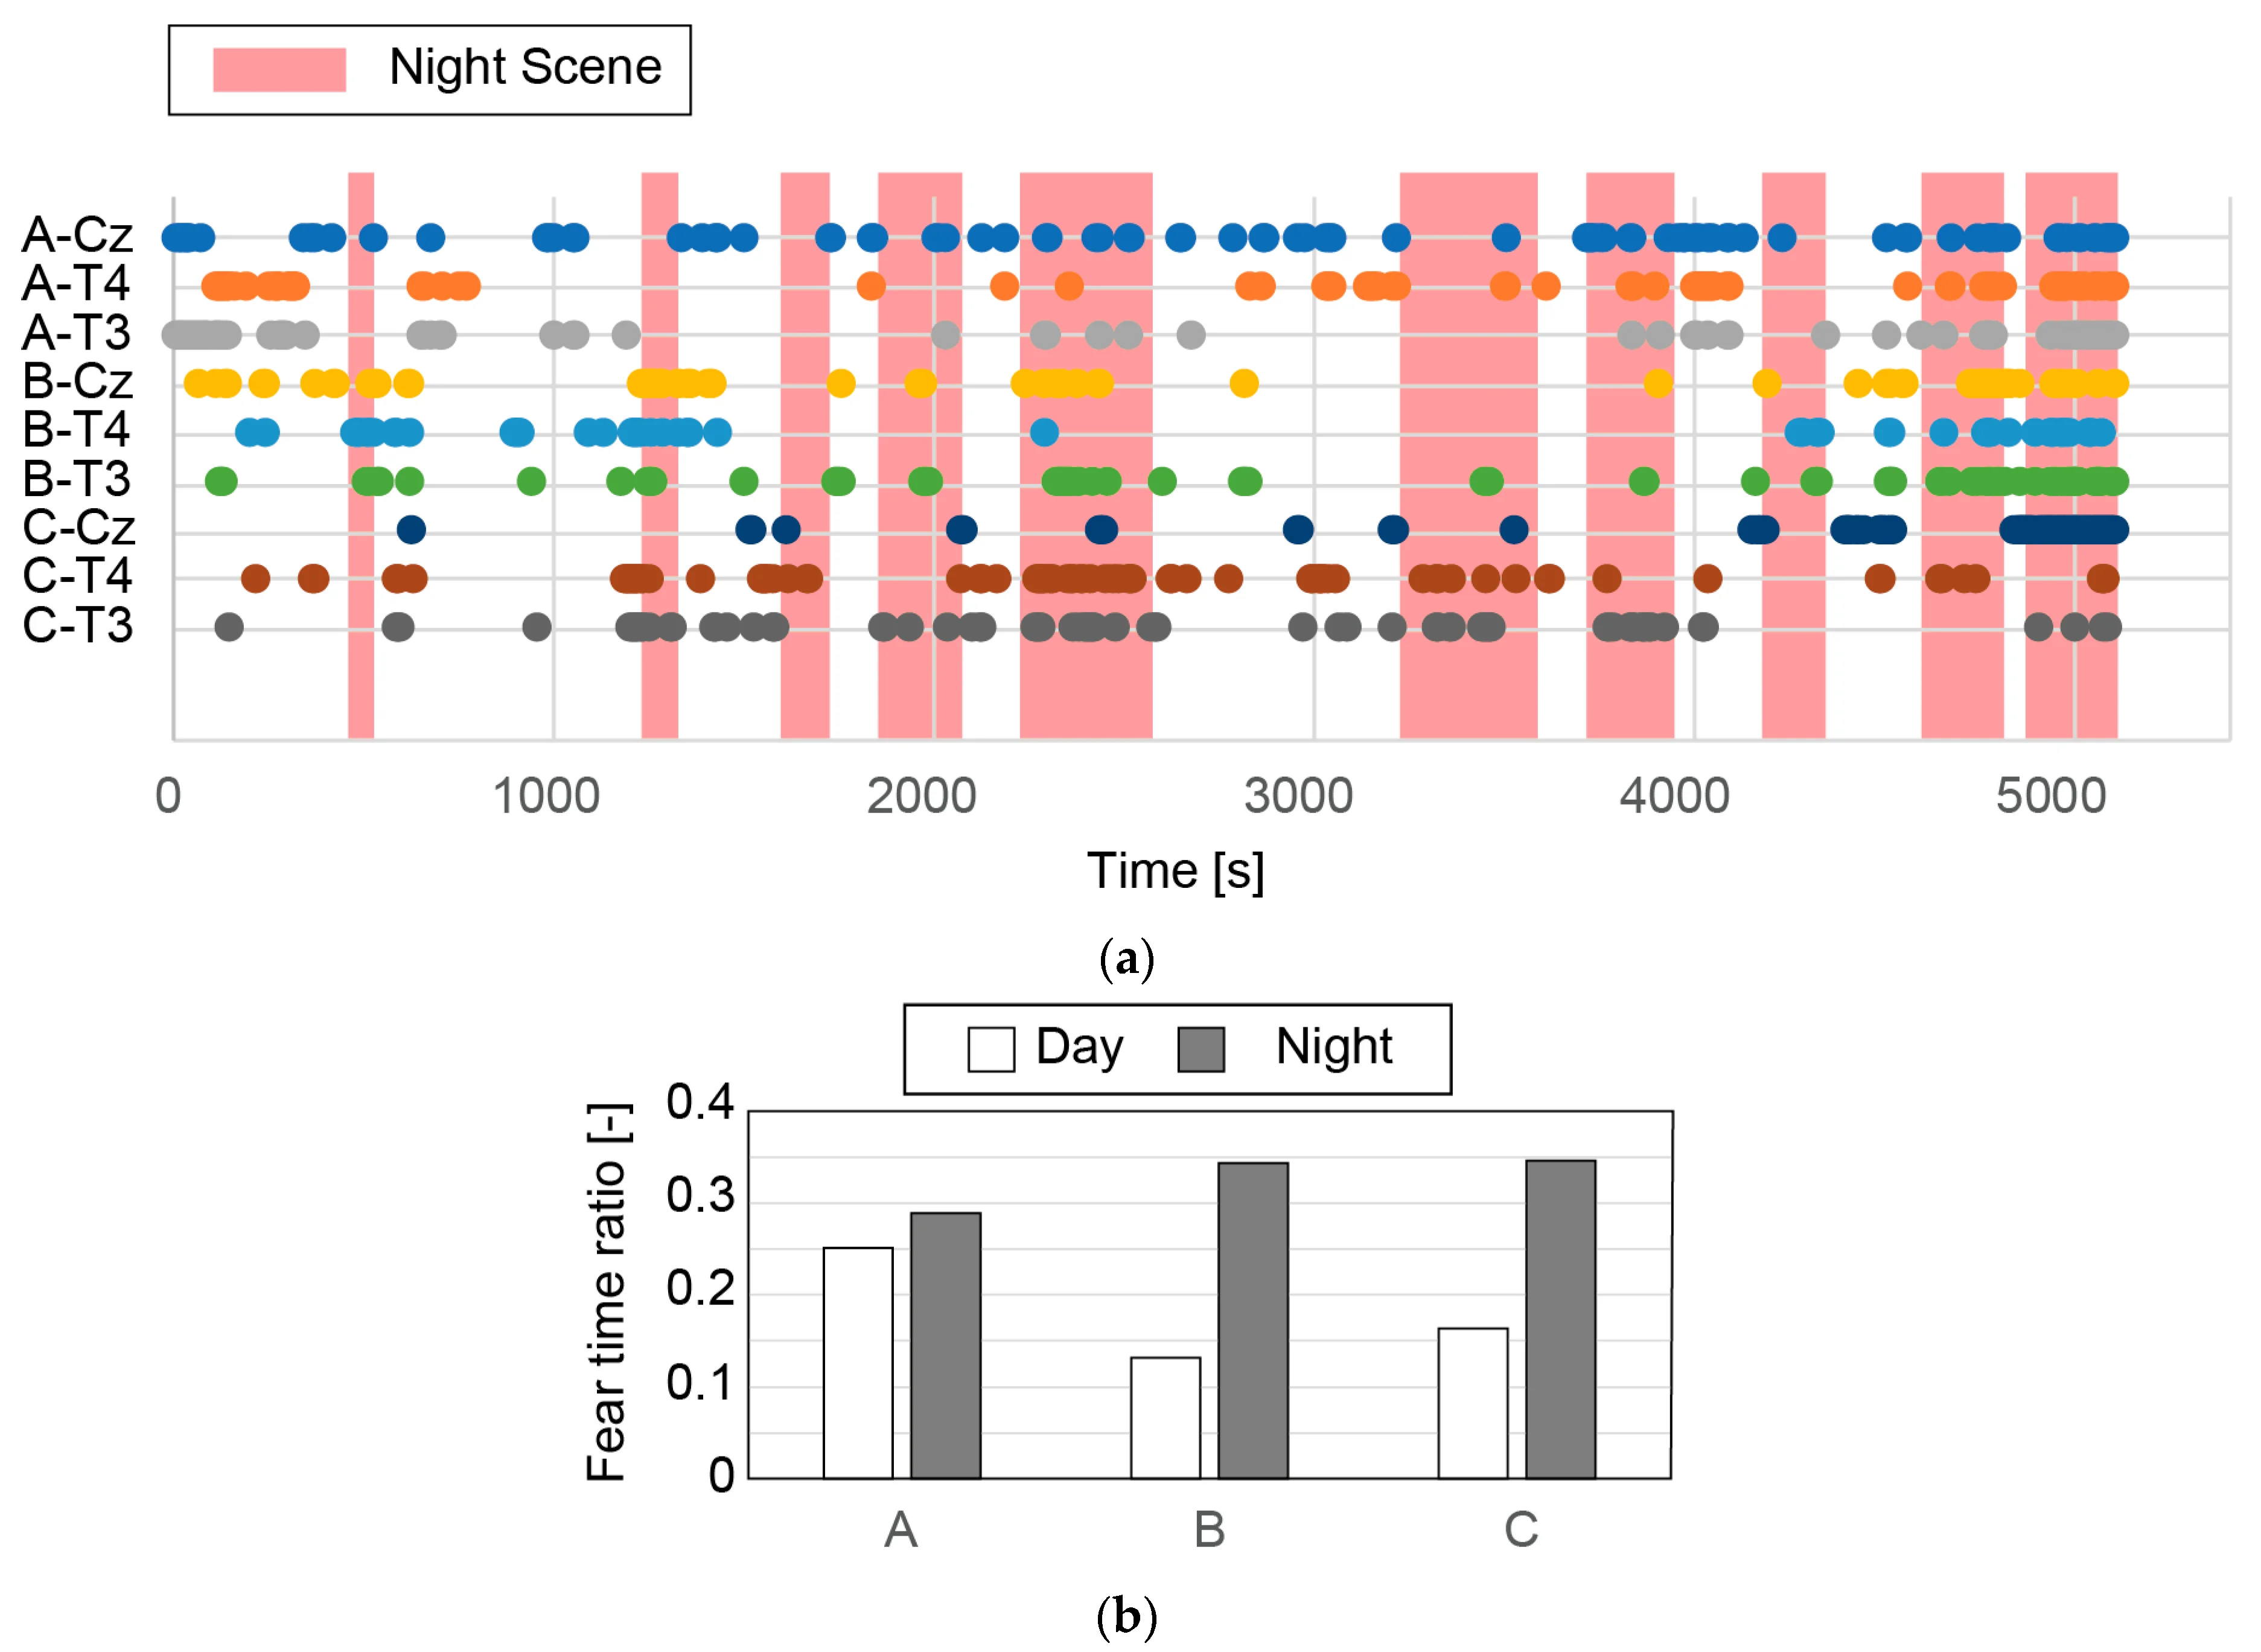 Night Scene
A-Cz
A-T4
A-T3
B-Cz
B-T4
B-T3
C-Cz
C-T4
C-T3
0 1000 2000 3000 4000 5000
Time [s]
(a)
Day Night
Fear time ratio [-]
0.4
0.3
0.2
0.1
0
A B C
(b)